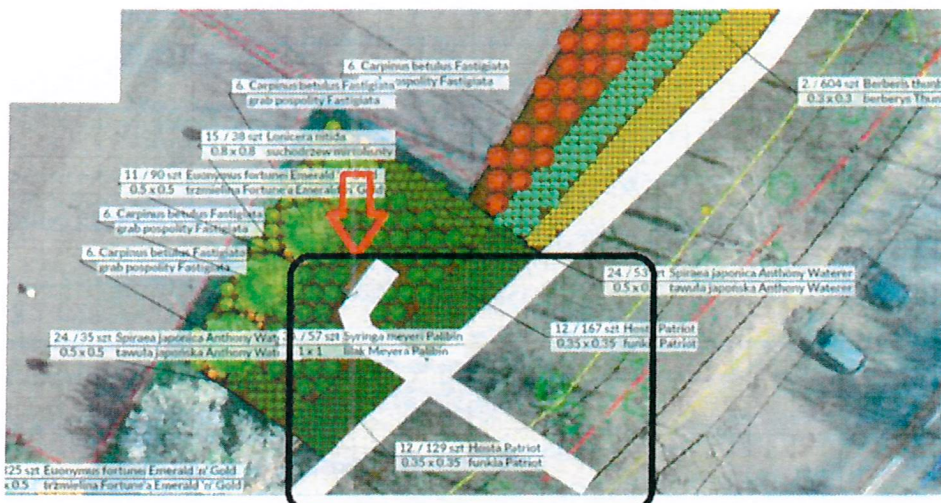 6. Carpinus betulus Fastigiata
pospolity Fastigiata
6. Carpinus betulus Fastigiata
grab pospolity Fastigiata
2. / 604 szt Berberis thunb
0.3 x 0.3 berberys Thun
15. / 38 szt Lonicera nitida
0.8 x 0.8 suchodrzew mirtolistny
11 / 90 szt Euonymus fortunei Emerald
0.5 x 0.5 trzmielina Fortune'a Emerald 'n' Gold
6. Carpinus betulus Fastigiata
grab pospolity Fastigiata
6. Carpinus betulus Fastigiata
grab pospolity Fastigiata
24. / 53 szt Spiraea japonica Anthony Waterer
0.5 x 0. tawuła japońska Anthony Waterer
12. / 167 szt Hosta Patriot
0.35 x 0.35 funkia Patriot
24. / 35 szt Spiraea japonica Anthony Wat
0.5 x 0.5 tawuła japońska Anthony Wat
/ 57 szt Syringa meyeri Palibin
1 x 1 lilak Meyera Palibin
12. / 129 szt Hosta Patriot
0.35 x 0.35 funkia Patriot
325 szt Euonymus fortunei Emerald 'n' Gold
x 0.5 trzmielina Fortune'a Emerald 'n' Gold